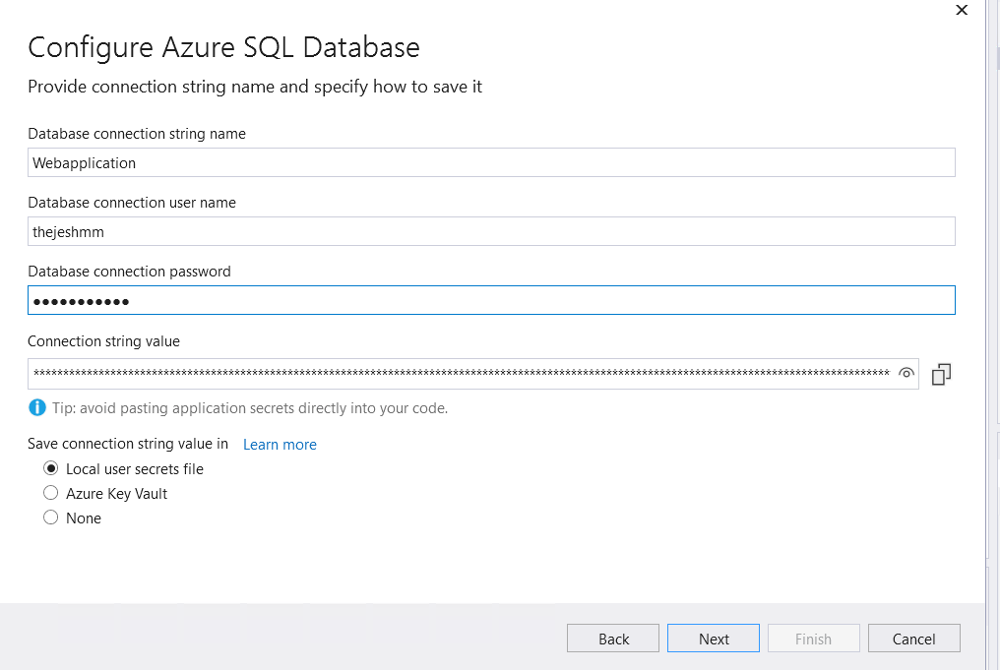 Configure Azure SQL Database
Provide connection string name and specify how to save it
Database connection string name
Webapplication
Database connection user name
thejeshmm
Database connection password
●●●●●●●●●●●
Connection string value
Tip: avoid pasting application secrets directly into your code.
Save connection string value in Learn more
Local user secrets file
Azure Key Vault
None
Back Next Finish Cancel